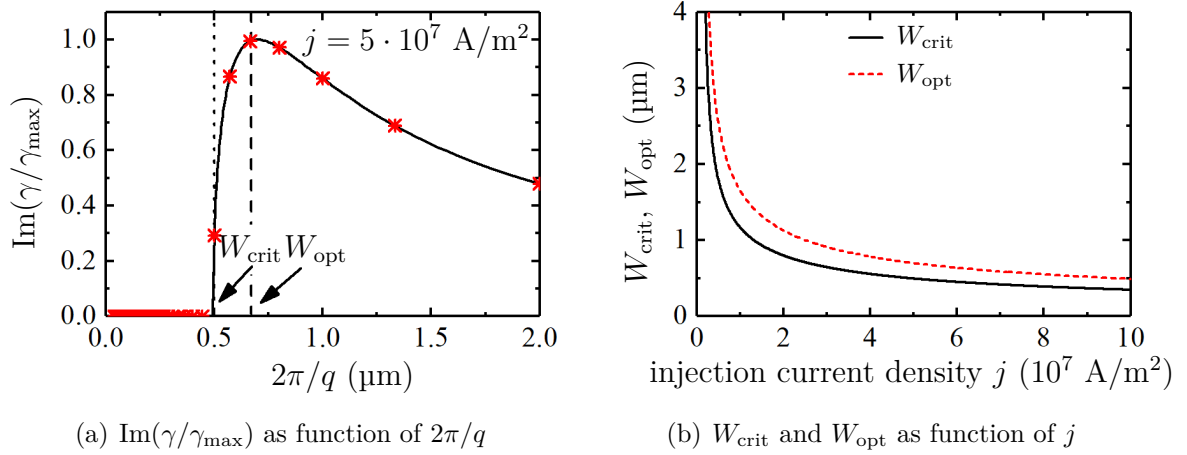 Im(γ/γmax)
1.0
0.8
0.6
0.4
0.2
0.0
j = 5 · 10⁷ A/m²
Wcrit Wopt
0.0 0.5 1.0 1.5 2.0
2π/q (µm)
(a) Im(γ/γmax) as function of 2π/q
Wcrit, Wopt (µm)
4
3
2
1
0
Wcrit
Wopt
0 2 4 6 8 10
injection current density j (10⁷ A/m²)
(b) Wcrit and Wopt as function of j